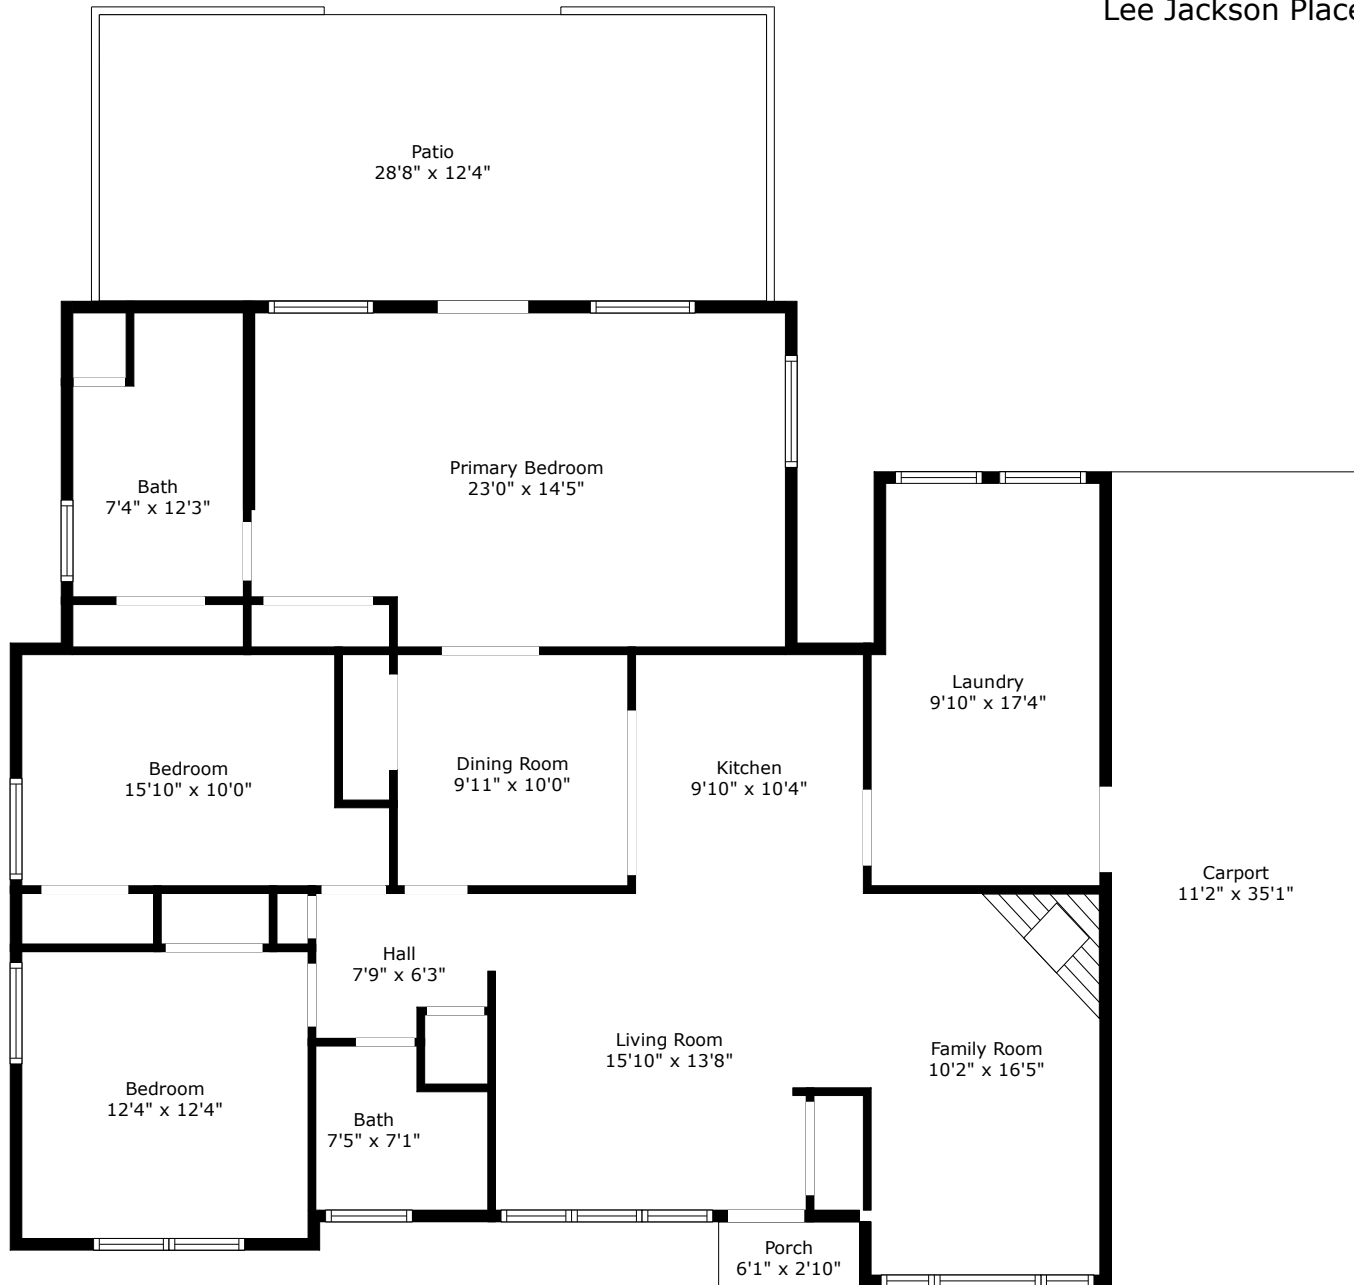 Lee Jackson Place
Patio
28'8" x 12'4"
Primary Bedroom
23'0" x 14'5"
Bath
7'4" x 12'3"
Laundry
9'10" x 17'4"
Dining Room
9'11" x 10'0"
Kitchen
9'10" x 10'4"
Bedroom
15'10" x 10'0"
Carport
11'2" x 35'1"
Hall
7'9" x 6'3"
Living Room
15'10" x 13'8"
Family Room
10'2" x 16'5"
Bedroom
12'4" x 12'4"
Bath
7'5" x 7'1"
Porch
6'1" x 2'10"